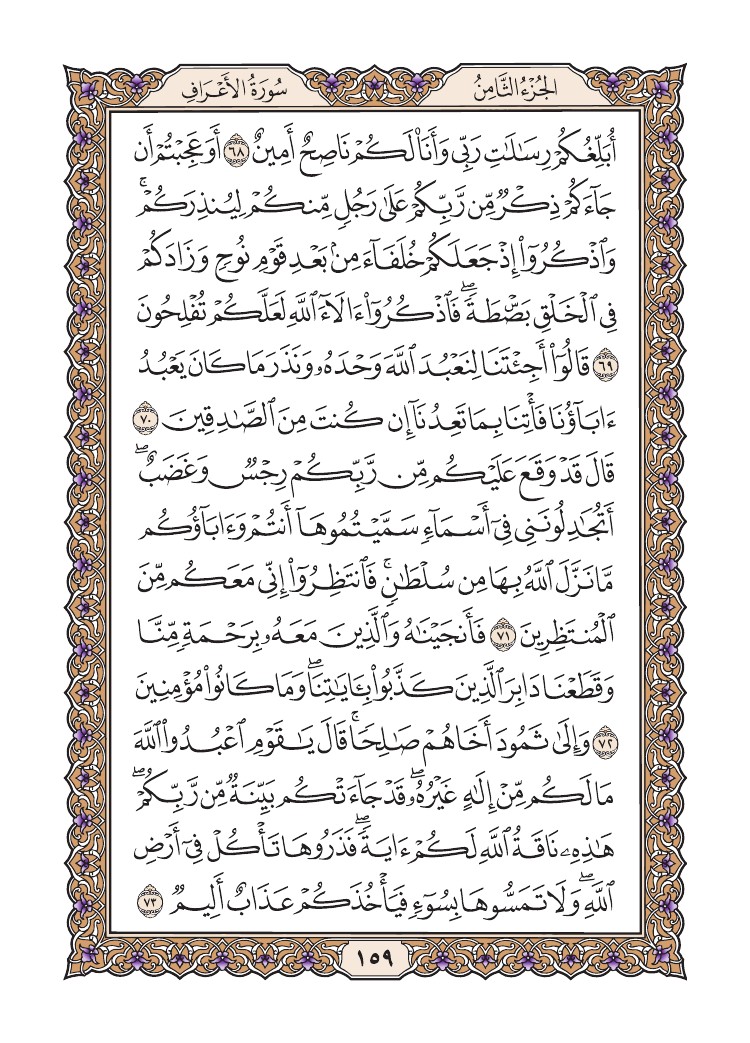 الجُزْءُ الثَّامِنُ
سُورَةُ الأَعْرَافِ
أُبَلِّغُكُمْ رِسَٰلَٰتِ رَبِّى وَأَنَا۠ لَكُمْ نَاصِحٌ أَمِينٌ ٦٨ أَوَعَجِبْتُمْ أَن
جَآءَكُمْ ذِكْرٌ مِّن رَّبِّكُمْ عَلَىٰ رَجُلٍ مِّنكُمْ لِيُنذِرَكُمْ ۚ
وَٱذْكُرُوٓا۟ إِذْ جَعَلَكُمْ خُلَفَآءَ مِنۢ بَعْدِ قَوْمِ نُوحٍ وَزَادَكُمْ
فِى ٱلْخَلْقِ بَصْۜطَةً ۖ فَٱذْكُرُوٓا۟ ءَالَآءَ ٱللَّهِ لَعَلَّكُمْ تُفْلِحُونَ
٦٩ قَالُوٓا۟ أَجِئْتَنَا لِنَعْبُدَ ٱللَّهَ وَحْدَهُۥ وَنَذَرَ مَا كَانَ يَعْبُدُ
ءَابَآؤُنَا فَأْتِنَا بِمَا تَعِدُنَآ إِن كُنتَ مِنَ ٱلصَّٰدِقِينَ ٧٠
قَالَ قَدْ وَقَعَ عَلَيْكُم مِّن رَّبِّكُمْ رِجْسٌ وَغَضَبٌ ۖ
أَتُجَٰدِلُونَنِى فِىٓ أَسْمَآءٍ سَمَّيْتُمُوهَآ أَنتُمْ وَءَابَآؤُكُم
مَّا نَزَّلَ ٱللَّهُ بِهَا مِن سُلْطَٰنٍ ۚ فَٱنتَظِرُوٓا۟ إِنِّى مَعَكُم مِّنَ
ٱلْمُنتَظِرِينَ ٧١ فَأَنجَيْنَٰهُ وَٱلَّذِينَ مَعَهُۥ بِرَحْمَةٍ مِّنَّا
وَقَطَعْنَا دَابِرَ ٱلَّذِينَ كَذَّبُوا۟ بِـَٔايَٰتِنَا ۖ وَمَا كَانُوا۟ مُؤْمِنِينَ
٧٢ وَإِلَىٰ ثَمُودَ أَخَاهُمْ صَٰلِحًا ۗ قَالَ يَٰقَوْمِ ٱعْبُدُوا۟ ٱللَّهَ
مَا لَكُم مِّنْ إِلَٰهٍ غَيْرُهُۥ ۖ قَدْ جَآءَتْكُم بَيِّنَةٌ مِّن رَّبِّكُمْ ۖ
هَٰذِهِۦ نَاقَةُ ٱللَّهِ لَكُمْ ءَايَةً ۖ فَذَرُوهَا تَأْكُلْ فِىٓ أَرْضِ
ٱللَّهِ ۖ وَلَا تَمَسُّوهَا بِسُوٓءٍ فَيَأْخُذَكُمْ عَذَابٌ أَلِيمٌ ٧٣
١٥٩